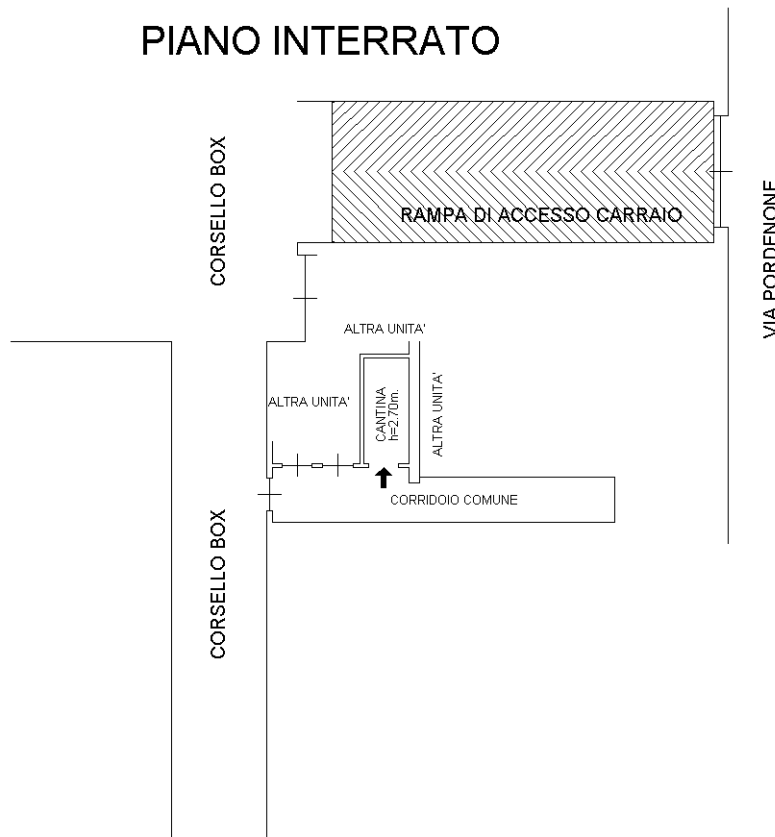 PIANO INTERRATO
CORSELLO BOX
RAMPA DI ACCESSO CARRAIO
VIA PORDENONE
ALTRA UNITA'
ALTRA UNITA'
CANTINA
h=2.70m.
ALTRA UNITA'
CORRIDOIO COMUNE
CORSELLO BOX